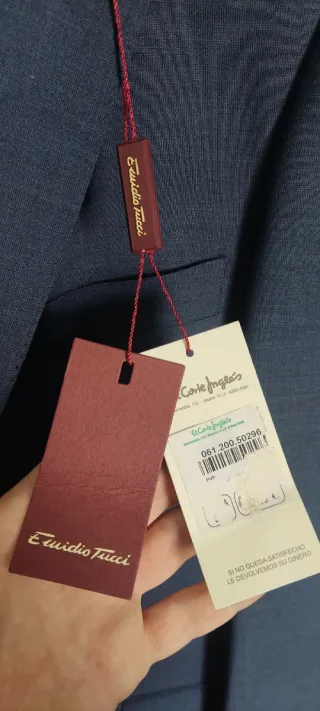 Emidio Tucci
El Corte Inglés
El Corte Inglés
061.200.50296
PVP
Emidio Tucci
SI NO QUEDA SATISFECHO
LE DEVOLVEMOS SU DINERO